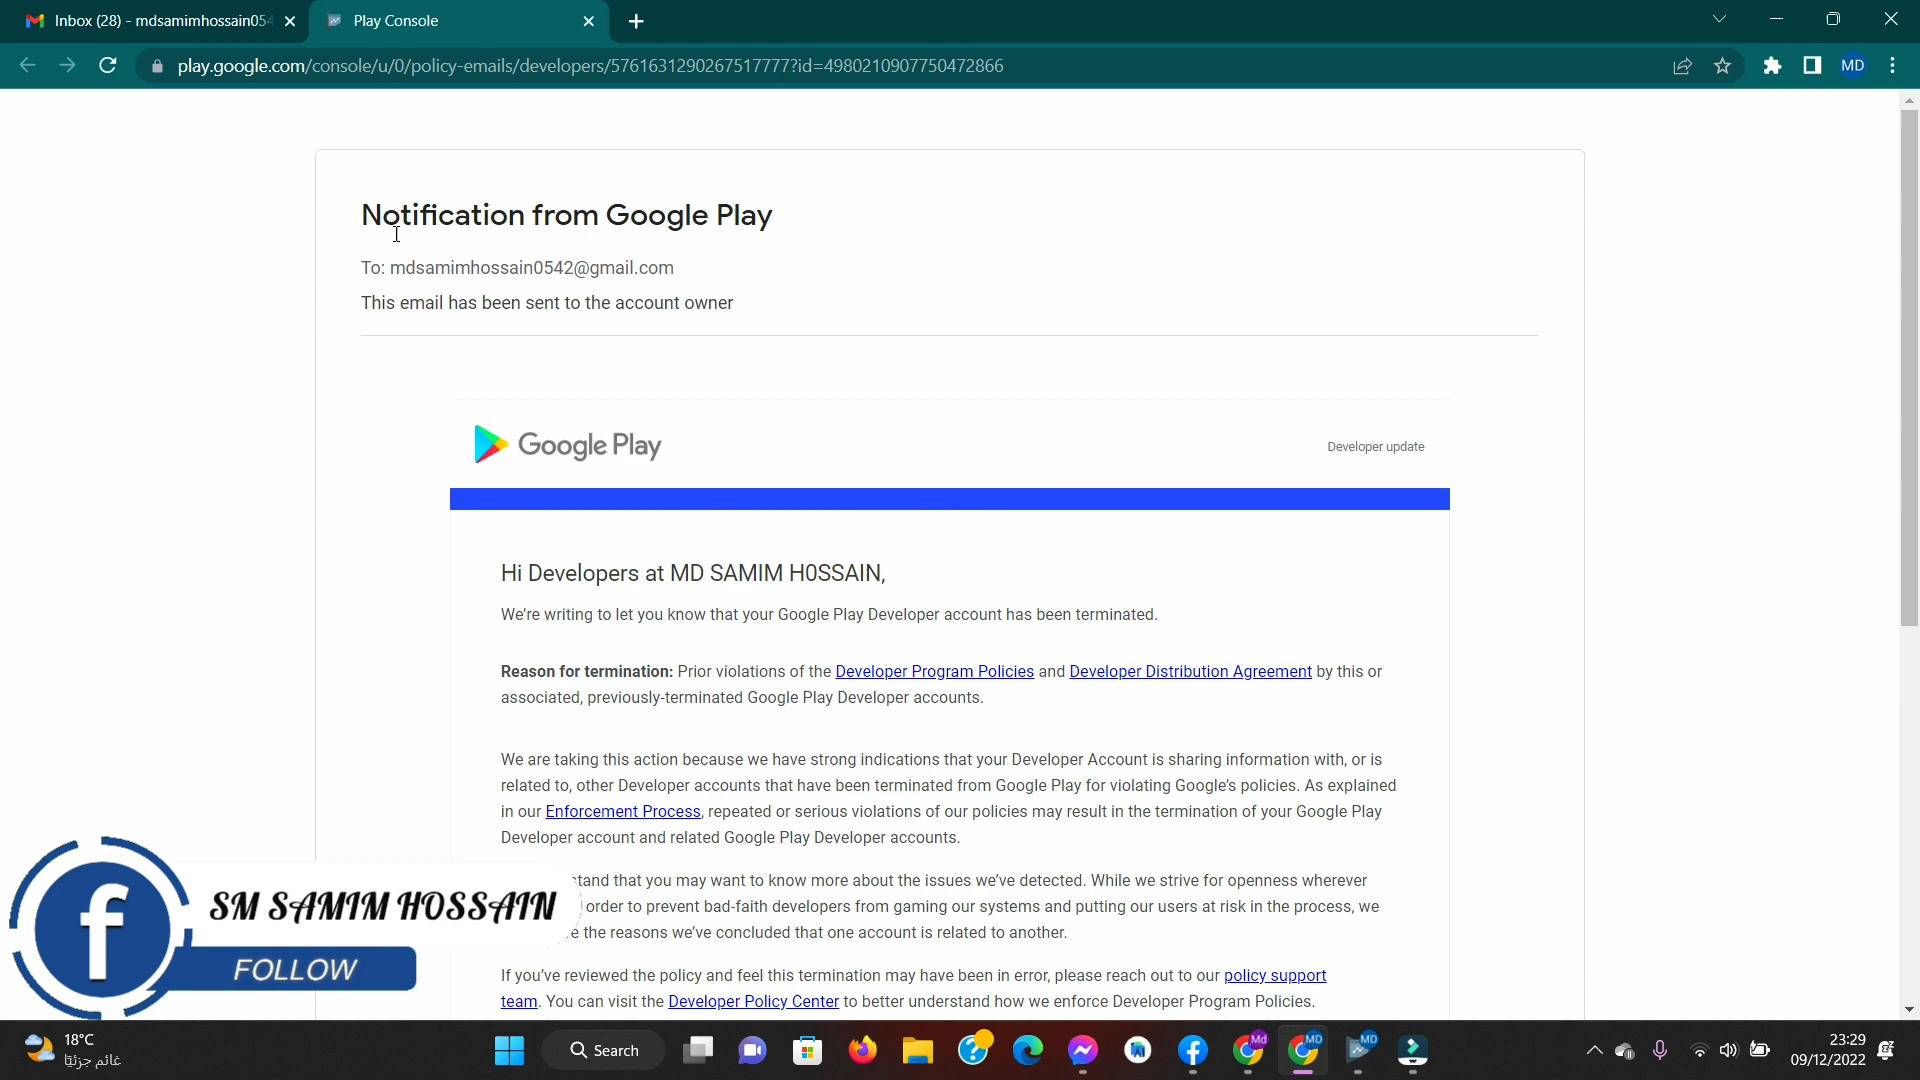 Inbox (28) - mdsamimhossain054
Play Console
play.google.com/console/u/0/policy-emails/developers/5761631290267517777?id=4980210907750472866
MD
Notification from Google Play
To: mdsamimhossain0542@gmail.com
This email has been sent to the account owner
Google Play
Developer update
Hi Developers at MD SAMIM H0SSAIN,
We're writing to let you know that your Google Play Developer account has been terminated.
Reason for termination: Prior violations of the Developer Program Policies and Developer Distribution Agreement by this or
associated, previously-terminated Google Play Developer accounts.
We are taking this action because we have strong indications that your Developer Account is sharing information with, or is
related to, other Developer accounts that have been terminated from Google Play for violating Google's policies. As explained
in our Enforcement Process, repeated or serious violations of our policies may result in the termination of your Google Play
Developer account and related Google Play Developer accounts.
that you may want to know more about the issues we've detected. While we strive for openness wherever
order to prevent bad-faith developers from gaming our systems and putting our users at risk in the process, we
the reasons we've concluded that one account is related to another.
If you've reviewed the policy and feel this termination may have been in error, please reach out to our policy support
team. You can visit the Developer Policy Center to better understand how we enforce Developer Program Policies.
f
SM SAMIM HOSSAIN
FOLLOW
18°C
غائم جزئيًا
Search
Md
MD
MD
23:29
09/12/2022